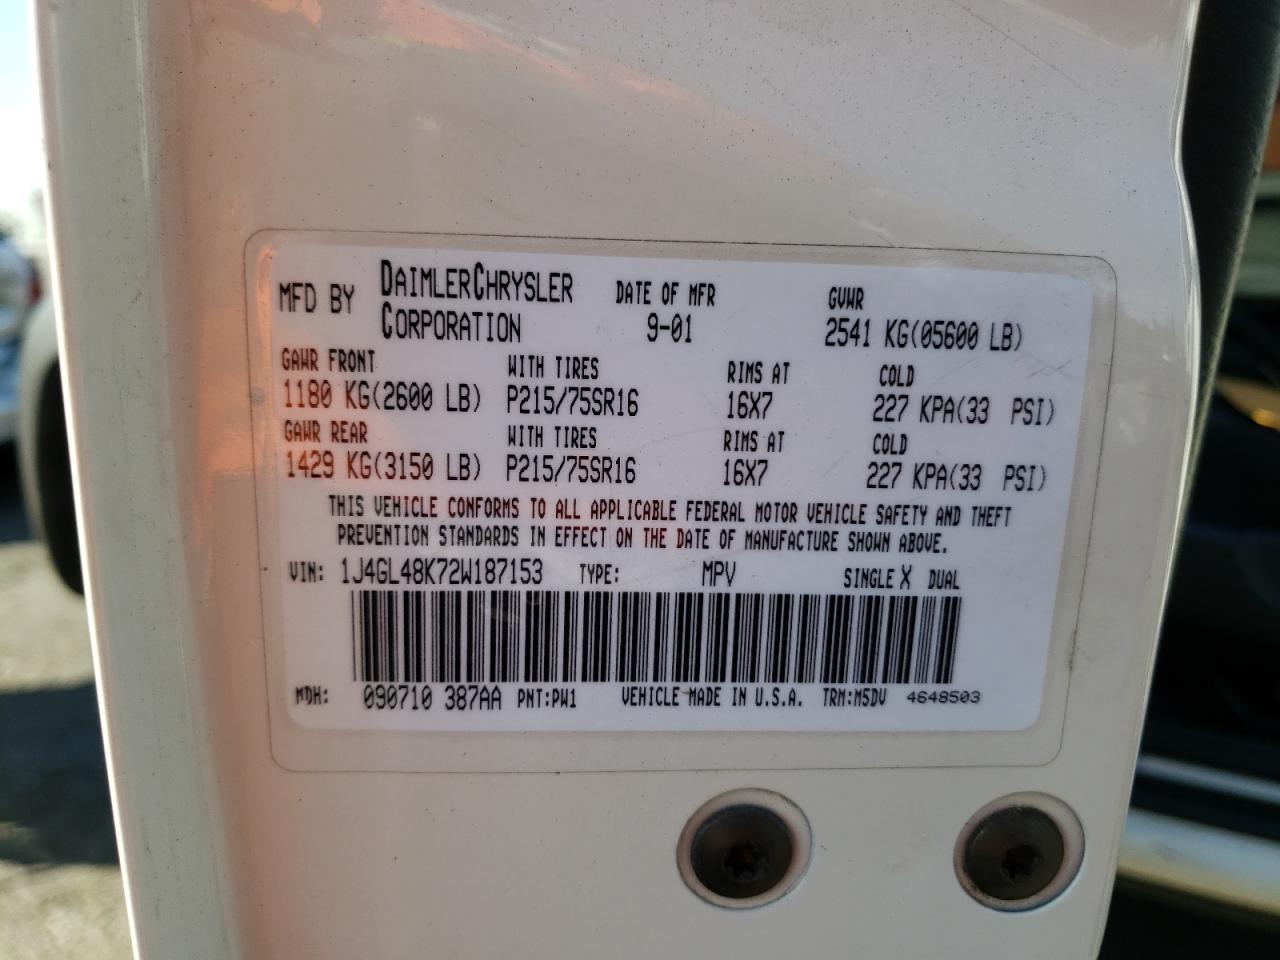 MFD BY DAIMLERCHRYSLER CORPORATION DATE OF MFR 9-01 GVWR 2541 KG(05600 LB)
GAWR FRONT WITH TIRES RIMS AT COLD
1180 KG(2600 LB) P215/75SR16 16X7 227 KPA(33 PSI)
GAWR REAR WITH TIRES RIMS AT COLD
1429 KG(3150 LB) P215/75SR16 16X7 227 KPA(33 PSI)
THIS VEHICLE CONFORMS TO ALL APPLICABLE FEDERAL MOTOR VEHICLE SAFETY AND THEFT
PREVENTION STANDARDS IN EFFECT ON THE DATE OF MANUFACTURE SHOWN ABOVE.
VIN: 1J4GL48K72W187153 TYPE: MPV SINGLE X DUAL
MDH: 090710 387AA PNT:PW1 VEHICLE MADE IN U.S.A. TRM:M5DV 4648503